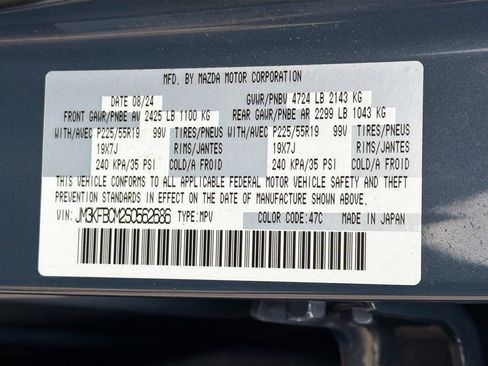 MFD. BY MAZDA MOTOR CORPORATION
DATE 08/24 GVWR/PNBV 4724 LB 2143 KG
FRONT GAWR/PNBE AV 2425 LB 1100 KG REAR GAWR/PNBE AR 2299 LB 1043 KG
WITH/AVEC P225/55R19 99V TIRES/PNEUS WITH/AVEC P225/55R19 99V TIRES/PNEUS
19X7J RIMS/JANTES 19X7J RIMS/JANTES
240 KPA/35 PSI COLD/A FROID 240 KPA/35 PSI COLD/A FROID
THIS VEHICLE CONFORMS TO ALL APPLICABLE FEDERAL MOTOR VEHICLE SAFETY AND THEFT
PREVENTION STANDARDS IN EFFECT ON THE DATE OF MANUFACTURE SHOWN ABOVE.
VIN: JM3KFBCM2S0562686 TYPE:MPV COLOR CODE:47C MADE IN JAPAN